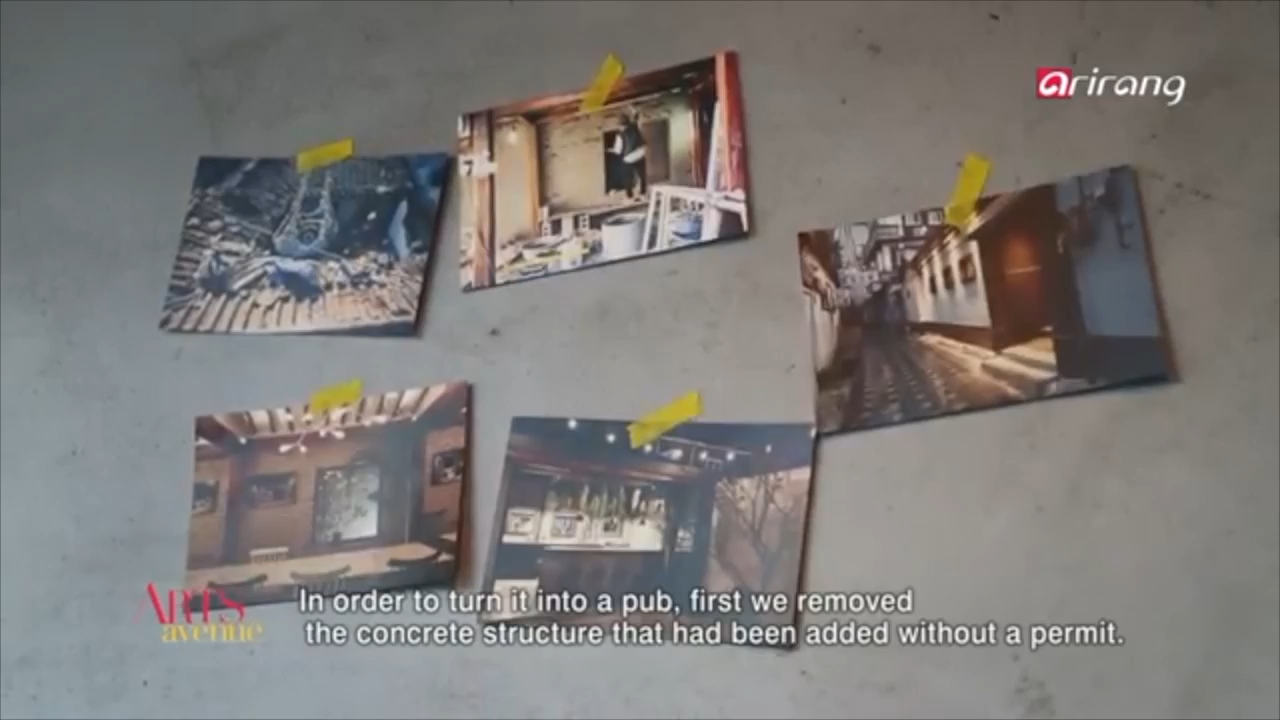 arirang
ARTS
avenue
In order to turn it into a pub, first we removed
the concrete structure that had been added without a permit.